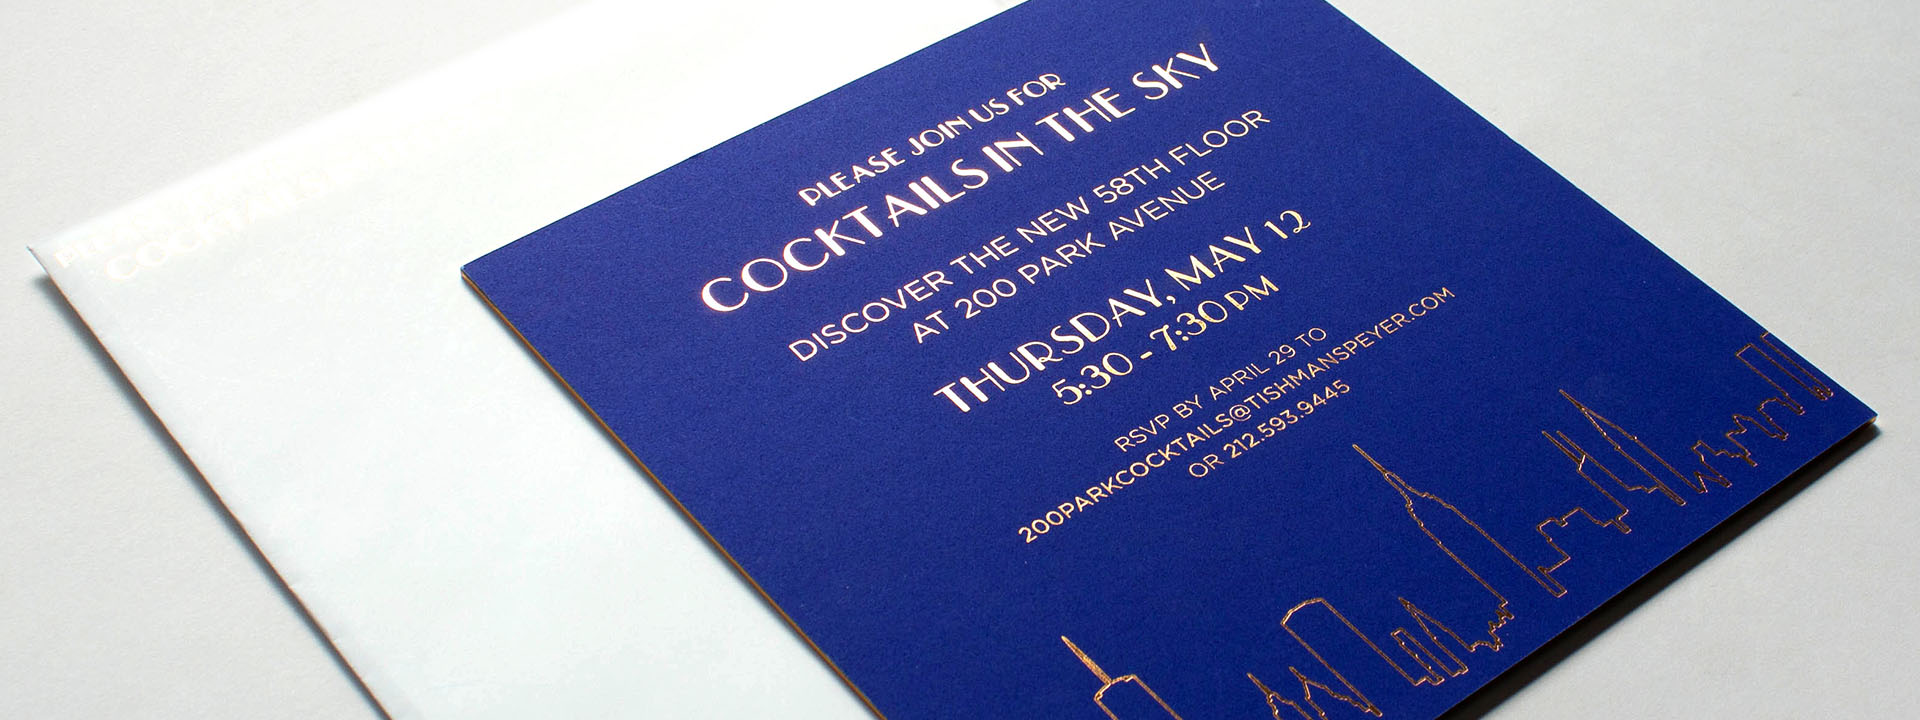 PLEASE JOIN US FOR
COCKTAILS IN THE SKY
DISCOVER THE NEW 58TH FLOOR
AT 200 PARK AVENUE
THURSDAY, MAY 12
5:30 - 7:30 PM
RSVP BY APRIL 29 TO
200PARKCOCKTAILS@TISHMANSPEYER.COM
OR 212.593.9445